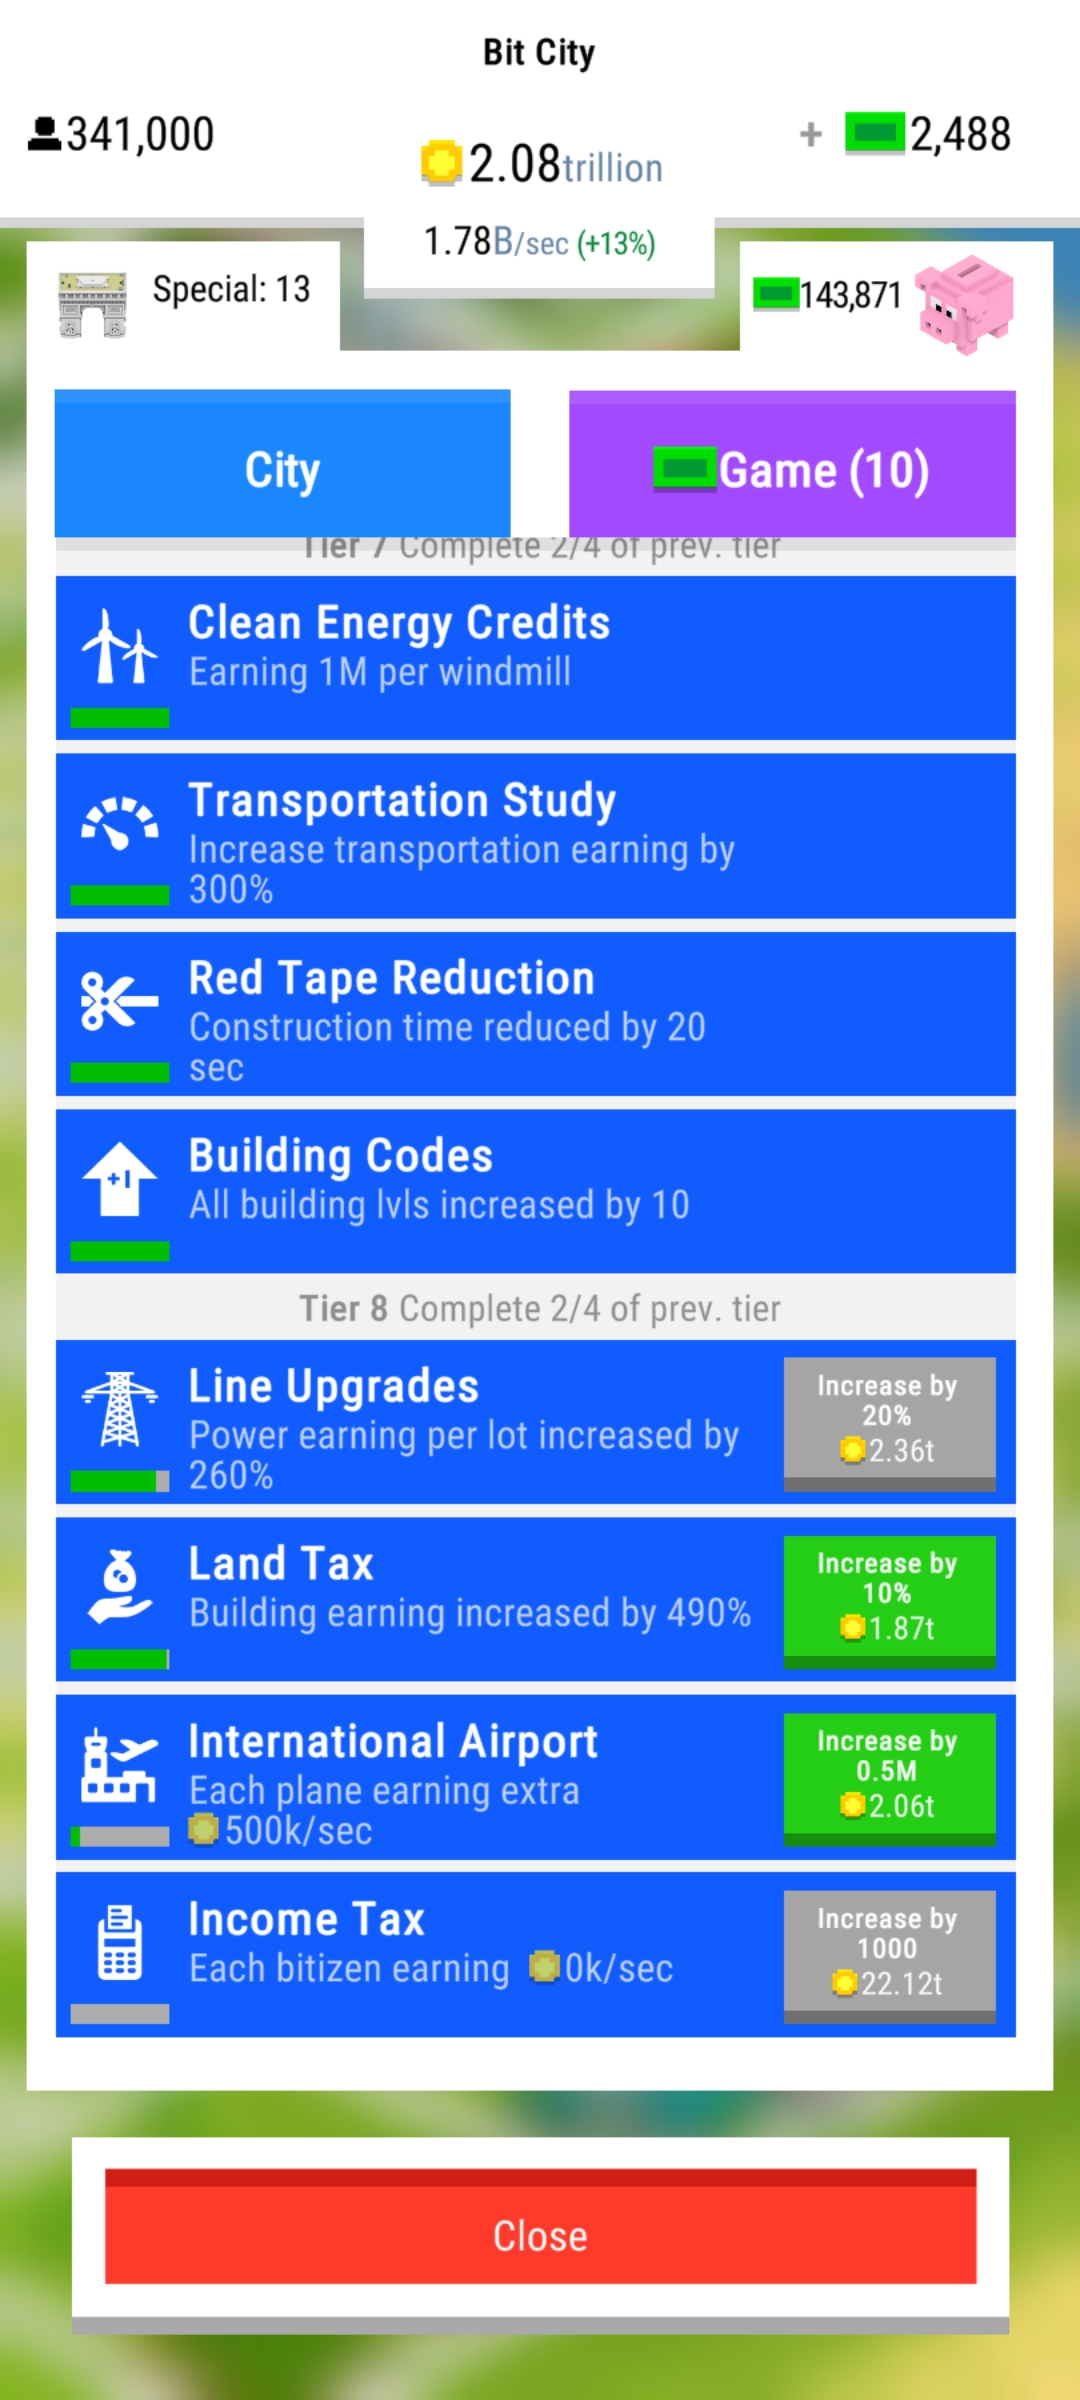 Bit City
341,000
2.08trillion
+ 2,488
1.78B/sec (+13%)
Special: 13
143,871
City
Game (10)
Tier 7 Complete 2/4 of prev. tier
Clean Energy Credits
Earning 1M per windmill
Transportation Study
Increase transportation earning by
300%
Red Tape Reduction
Construction time reduced by 20
sec
+1
Building Codes
All building lvls increased by 10
Tier 8 Complete 2/4 of prev. tier
Line Upgrades
Power earning per lot increased by
260%
Increase by
20%
2.36t
Land Tax
Building earning increased by 490%
Increase by
10%
1.87t
International Airport
Each plane earning extra
500k/sec
Increase by
0.5M
2.06t
Income Tax
Each bitizen earning 0k/sec
Increase by
1000
22.12t
Close